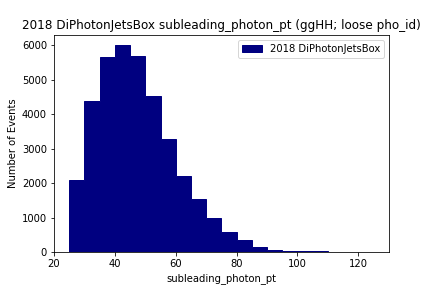 2018 DiPhotonJetsBox subleading_photon_pt (ggHH; loose pho_id)
2018 DiPhotonJetsBox
Number of Events
6000
5000
4000
3000
2000
1000
0
20 40 60 80 100 120
subleading_photon_pt